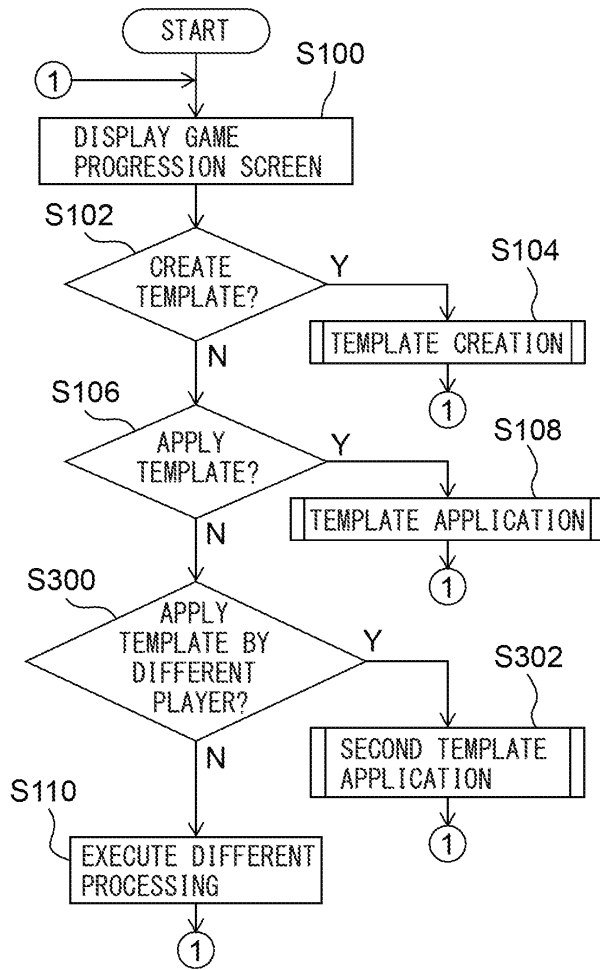 START
1
S100
DISPLAY GAME
PROGRESSION SCREEN
S102
CREATE
TEMPLATE?
Y
N
S104
TEMPLATE CREATION
1
S106
APPLY
TEMPLATE?
Y
N
S108
TEMPLATE APPLICATION
1
S300
APPLY
TEMPLATE BY
DIFFERENT
PLAYER?
Y
N
S302
SECOND TEMPLATE
APPLICATION
1
S110
EXECUTE DIFFERENT
PROCESSING
1